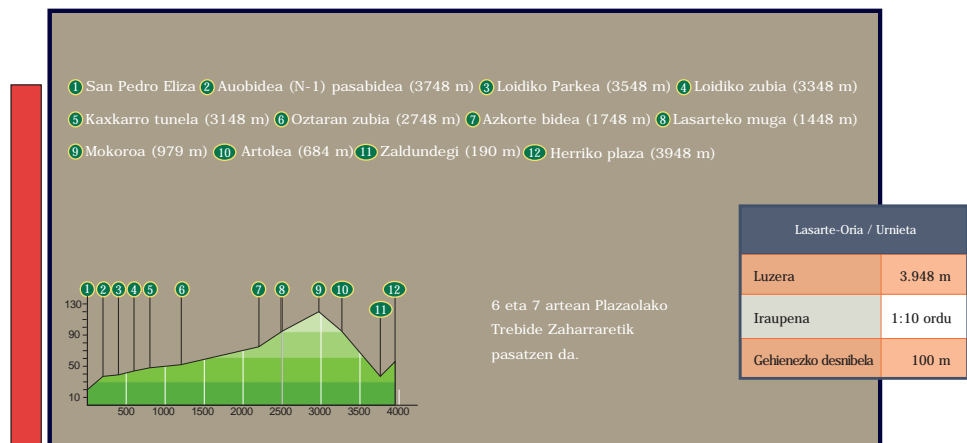 1 San Pedro Eliza 2 Auobidea (N-1) pasabidea (3748 m) 3 Loidiko Parkea (3548 m) 4 Loidiko zubia (3348 m)
5 Kaxkarro tunela (3148 m) 6 Oztaran zubia (2748 m) 7 Azkorte bidea (1748 m) 8 Lasarteko muga (1448 m)
9 Mokoroa (979 m) 10 Artolea (684 m) 11 Zaldundegi (190 m) 12 Herriko plaza (3948 m)
Lasarte-Oria / Urnieta
Luzera 3.948 m
Iraupena 1:10 ordu
Gehienezko desnibela 100 m
6 eta 7 artean Plazaolako
Trebide Zaharraretik
pasatzen da.
1 2 3 4 5 6 7 8 9 10 11 12
130
90
50
10
500 1000 1500 2000 2500 3000 3500 4000